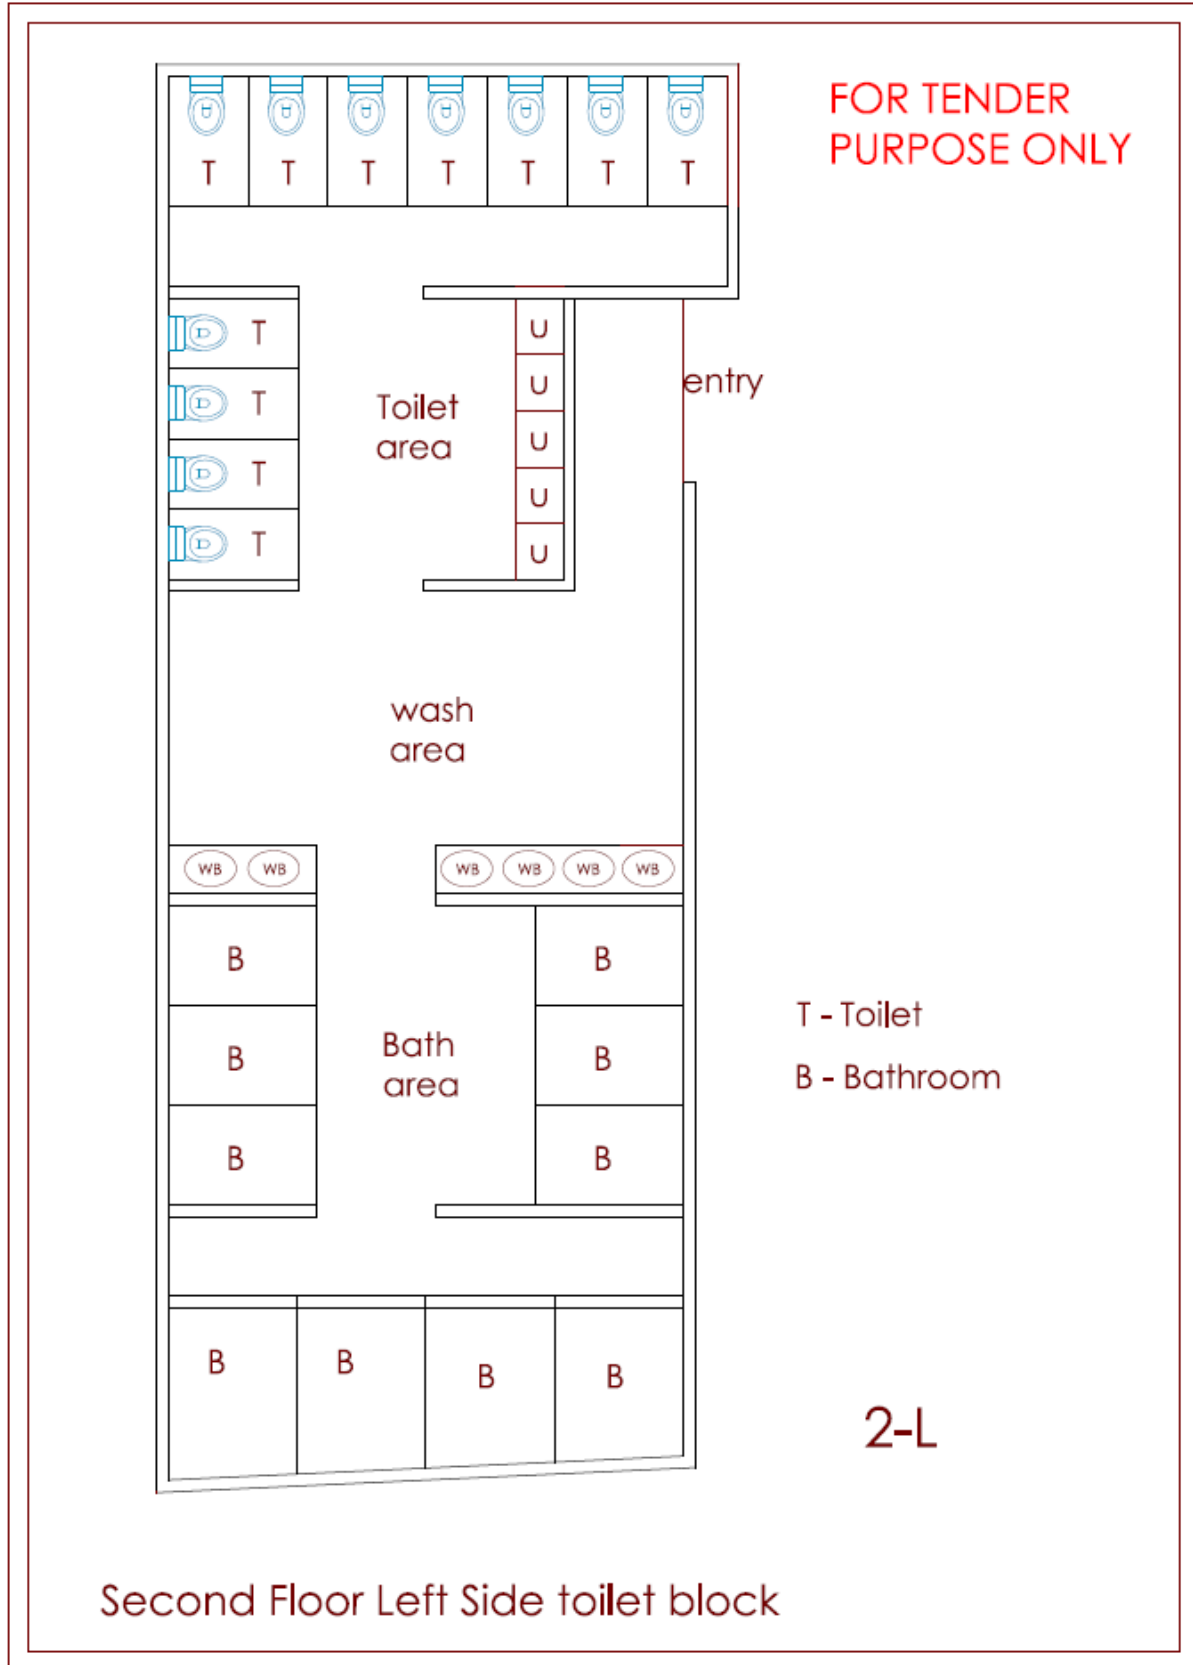 FOR TENDER
PURPOSE ONLY
T T T T T T T
T
T
T
T
U
U
U
U
U
entry
Toilet
area
wash
area
WB WB WB WB WB WB
B B
B B
B B
Bath
area
T - Toilet
B - Bathroom
B B B B
2-L
Second Floor Left Side toilet block